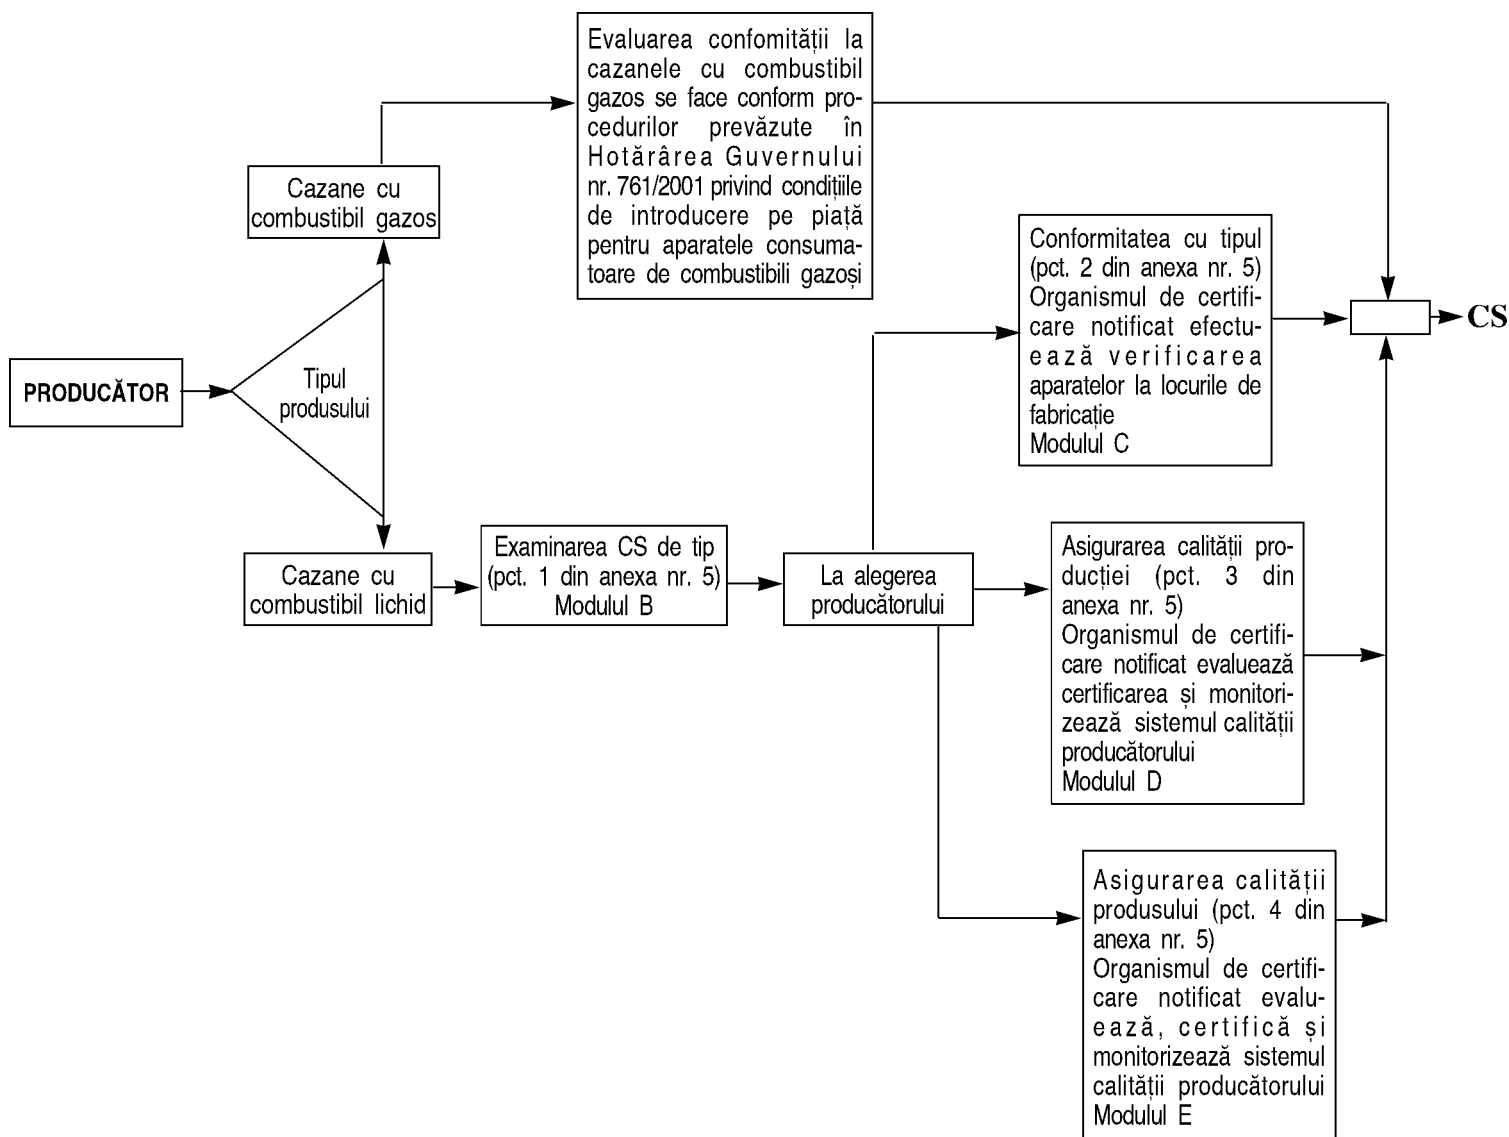 Evaluarea confomității la
cazanele cu combustibil
gazos se face conform pro-
cedurilor prevăzute în
Hotărârea Guvernului
nr. 761/2001 privind condițiile
de introducere pe piață
pentru aparatele consuma-
toare de combustibili gazoși
Cazane cu
combustibil gazos
Conformitatea cu tipul
(pct. 2 din anexa nr. 5)
Organismul de certifi-
care notificat efectu-
ează verificarea
aparatelor la locurile de
fabricație
Modulul C
CS
PRODUCĂTOR
Tipul
produsului
Cazane cu
combustibil lichid
Examinarea CS de tip
(pct. 1 din anexa nr. 5)
Modulul B
La alegerea
producătorului
Asigurarea calității pro-
ducției (pct. 3 din
anexa nr. 5)
Organismul de certifi-
care notificat evaluează
certificarea și monitori-
zează sistemul calității
producătorului
Modulul D
Asigurarea calității
produsului (pct. 4 din
anexa nr. 5)
Organismul de certifi-
care notificat evalu-
ează, certifică și
monitorizează sistemul
calității producătorului
Modulul E